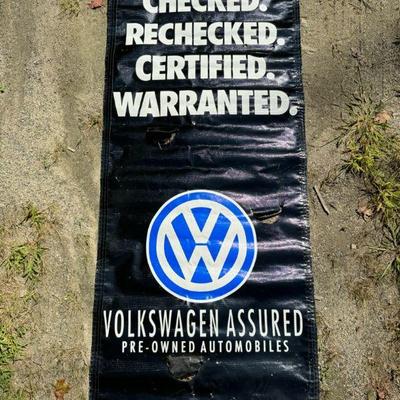 CHECKED.
RECHECKED.
CERTIFIED.
WARRANTED.
VW
VOLKSWAGEN ASSURED
PRE-OWNED AUTOMOBILES